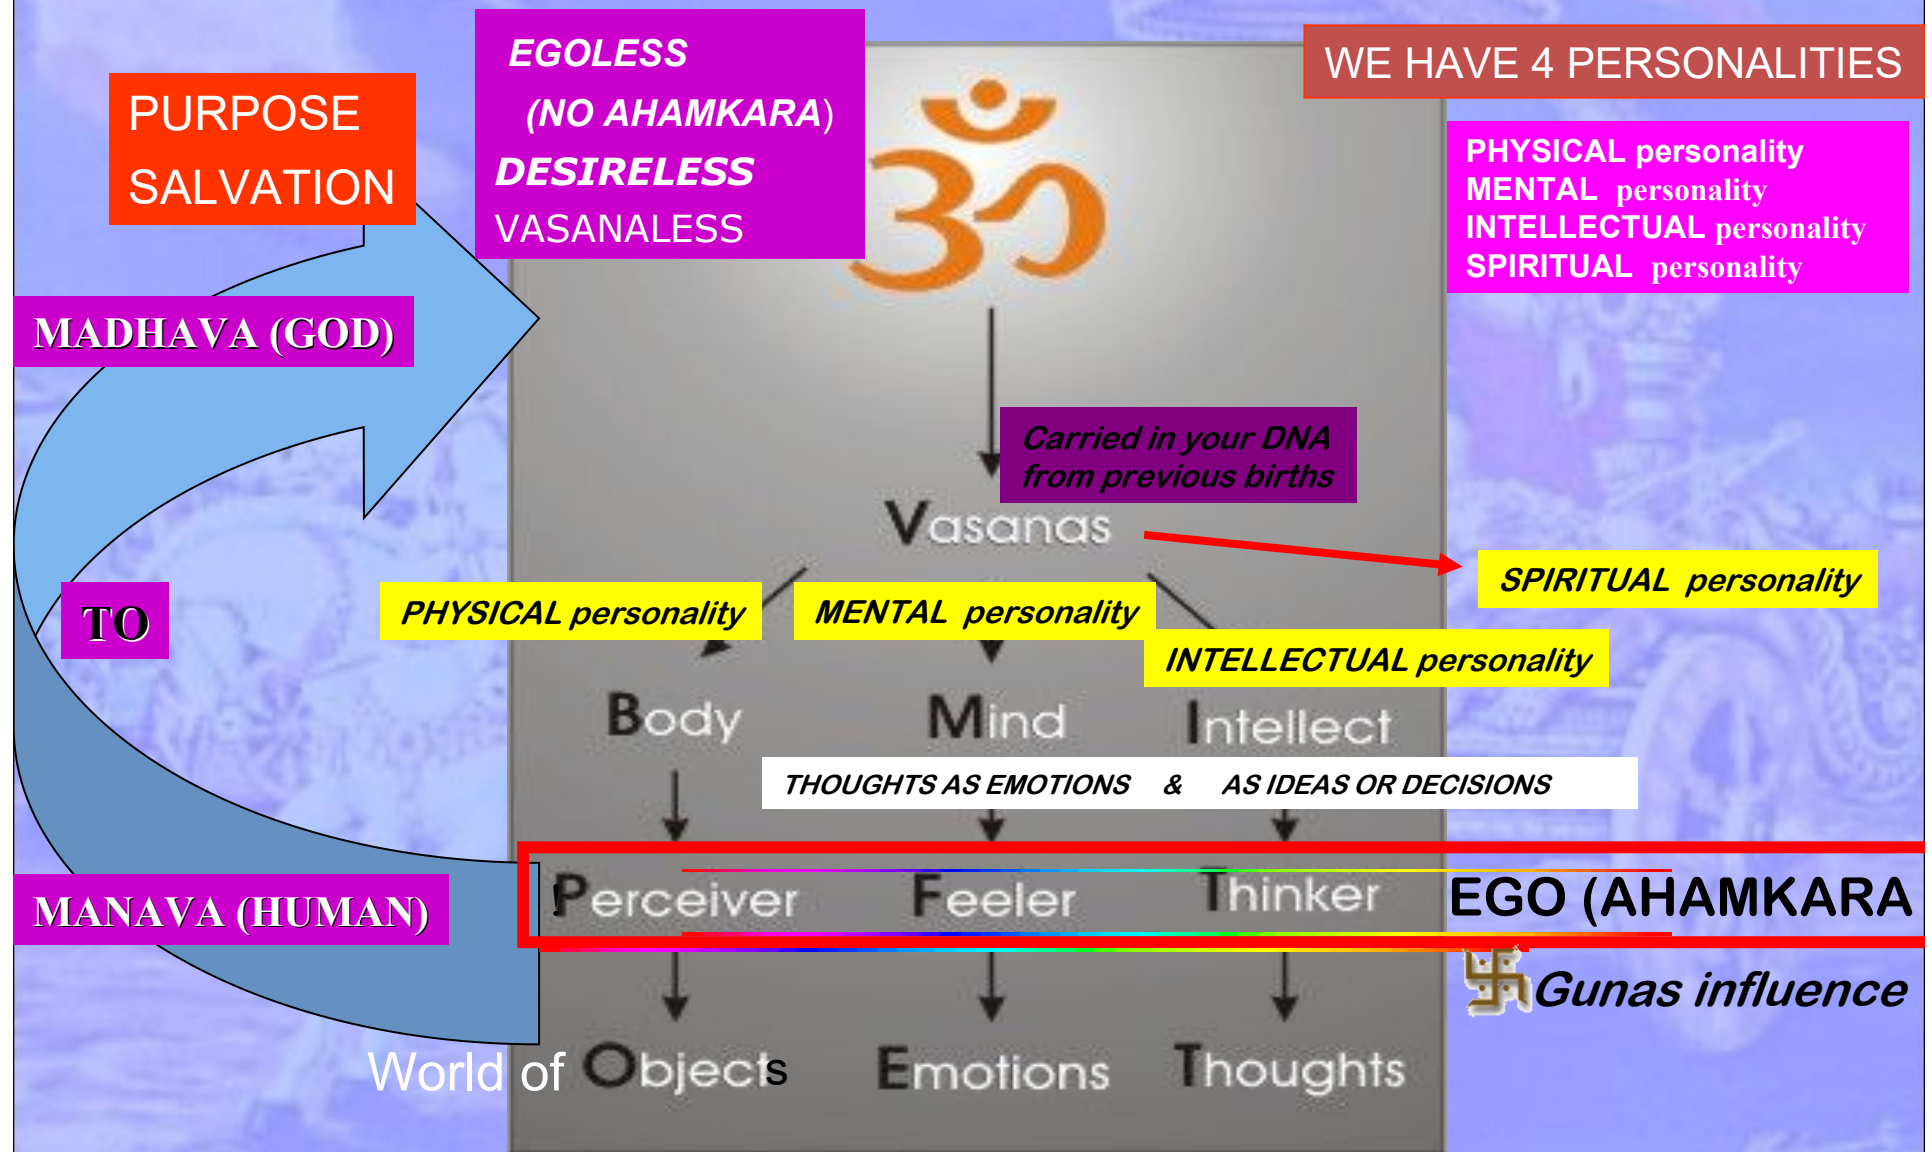 PURPOSE
SALVATION
EGOLESS
(NO AHAMKARA)
DESIRELESS
VASANALESS
ॐ
WE HAVE 4 PERSONALITIES
PHYSICAL personality
MENTAL personality
INTELLECTUAL personality
SPIRITUAL personality
MADHAVA (GOD)
Carried in your DNA
from previous births
Vasanas
SPIRITUAL personality
TO
PHYSICAL personality
MENTAL personality
INTELLECTUAL personality
Body Mind Intellect
THOUGHTS AS EMOTIONS & AS IDEAS OR DECISIONS
MANAVA (HUMAN)
! Perceiver Feeler Thinker EGO (AHAMKARA
Gunas influence
World of Objects Emotions Thoughts